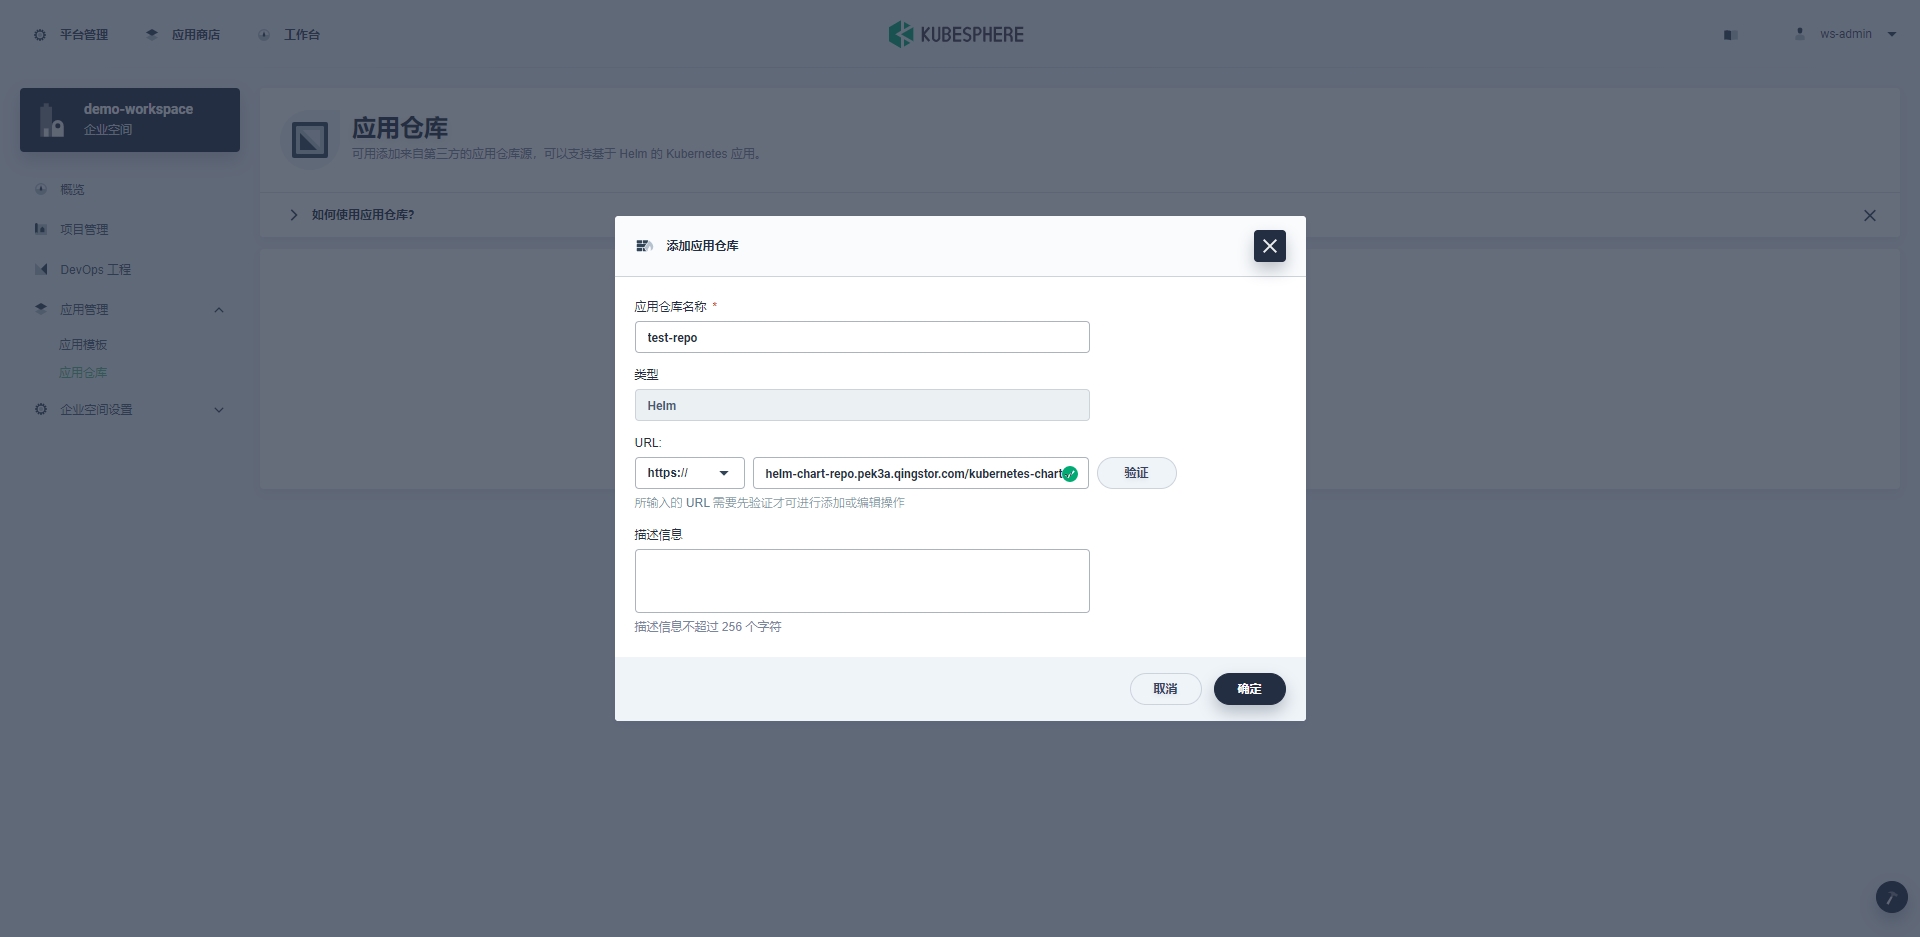 平台管理
应用商店
工作台
KUBESPHERE
ws-admin
demo-workspace
企业空间
概览
项目管理
DevOps 工程
应用管理
应用模板
应用仓库
企业空间设置
应用仓库
可用添加来自第三方的应用仓库源，可以支持基于 Helm 的 Kubernetes 应用。
如何使用应用仓库?
添加应用仓库
应用仓库名称 *
test-repo
类型
Helm
URL:
https://
helm-chart-repo.pek3a.qingstor.com/kubernetes-chart
验证
所输入的 URL 需要先验证才可进行添加或编辑操作
描述信息
描述信息不超过 256 个字符
取消
确定